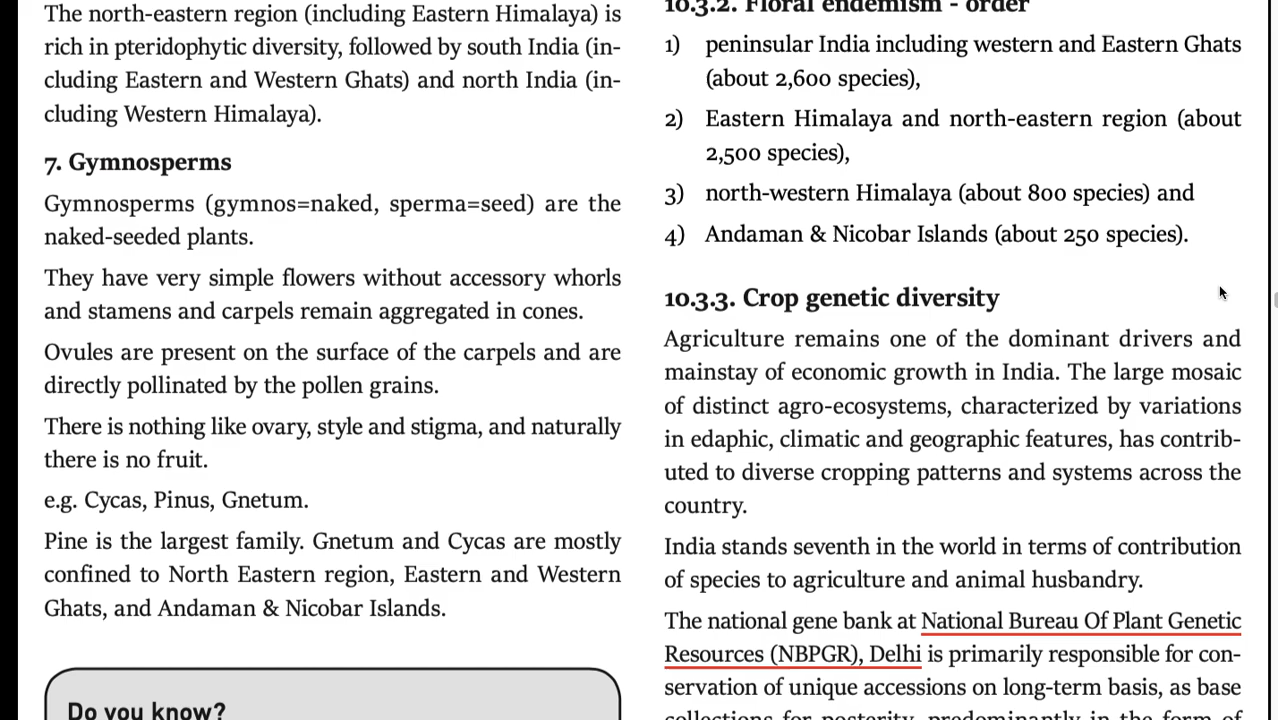 The north-eastern region (including Eastern Himalaya) is
rich in pteridophytic diversity, followed by south India (in-
cluding Eastern and Western Ghats) and north India (in-
cluding Western Himalaya).
7. Gymnosperms
Gymnosperms (gymnos=naked, sperma=seed) are the
naked-seeded plants.
They have very simple flowers without accessory whorls
and stamens and carpels remain aggregated in cones.
Ovules are present on the surface of the carpels and are
directly pollinated by the pollen grains.
There is nothing like ovary, style and stigma, and naturally
there is no fruit.
e.g. Cycas, Pinus, Gnetum.
Pine is the largest family. Gnetum and Cycas are mostly
confined to North Eastern region, Eastern and Western
Ghats, and Andaman & Nicobar Islands.
Do you know?
10.3.2. Floral endemism - order
1) peninsular India including western and Eastern Ghats
(about 2,600 species),
2) Eastern Himalaya and north-eastern region (about
2,500 species),
3) north-western Himalaya (about 800 species) and
4) Andaman & Nicobar Islands (about 250 species).
10.3.3. Crop genetic diversity
Agriculture remains one of the dominant drivers and
mainstay of economic growth in India. The large mosaic
of distinct agro-ecosystems, characterized by variations
in edaphic, climatic and geographic features, has contrib-
uted to diverse cropping patterns and systems across the
country.
India stands seventh in the world in terms of contribution
of species to agriculture and animal husbandry.
The national gene bank at National Bureau Of Plant Genetic
Resources (NBPGR), Delhi is primarily responsible for con-
servation of unique accessions on long-term basis, as base
collections for posterity, predominantly in the form of